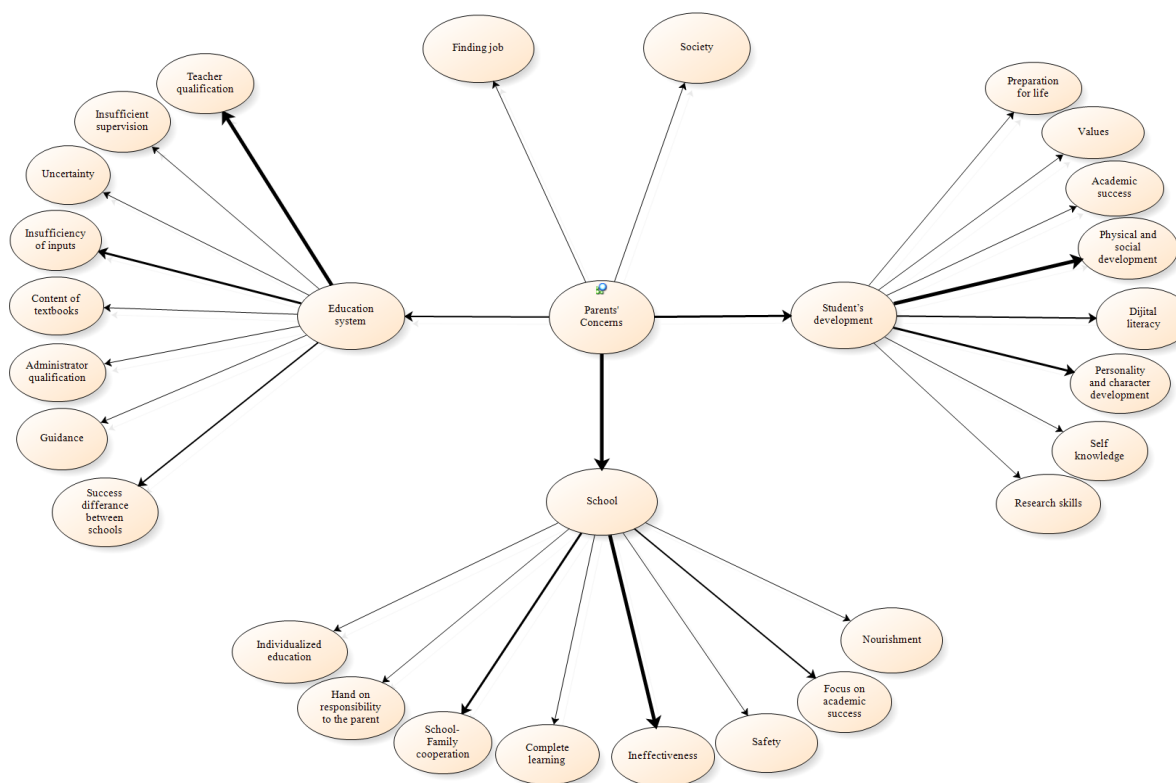 Finding job
Society
Teacher
qualification
Insufficient
supervision
Uncertainty
Insufficiency
of inputs
Content of
textbooks
Administrator
qualification
Guidance
Success
differance
between
schools
Education
system
Parents'
Concerns
Student's
development
Preparation
for life
Values
Academic
success
Physical and
social
development
Dijital
literacy
Personality
and character
development
Self
knowledge
Research skills
School
Individualized
education
Hand on
responsibility
to the parent
School-
Family
cooperation
Complete
learning
Ineffectiveness
Safety
Focus on
academic
success
Nourishment